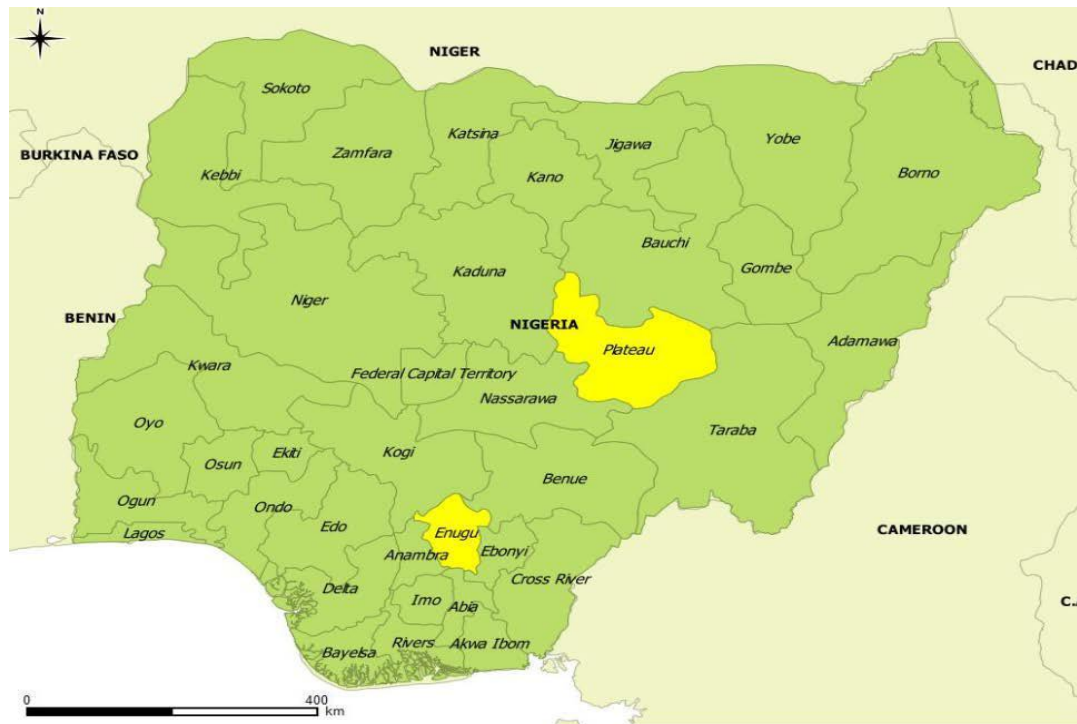 N
NIGER
CHAD
Sokoto
Katsina
Jigawa
Yobe
BURKINA FASO
Zamfara
Kebbi
Kano
Borno
Bauchi
Kaduna
Gombe
Niger
BENIN
NIGERIA
Adamawa
Plateau
Kwara
Federal Capital Territory
Nassarawa
Oyo
Taraba
Kogi
Ekiti
Osun
Benue
Ogun
Ondo
Edo
Lagos
Enugu
CAMEROON
Anambra
Ebonyi
Cross River
Delta
Imo
Abia
C.
Rivers
Akwa Ibom
Bayelsa
0 400
km